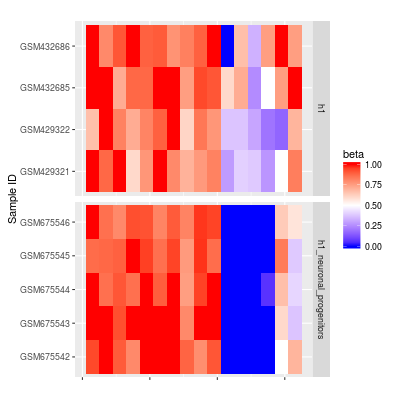 Sample ID
GSM432686
GSM432685
GSM429322
GSM429321
h1
GSM675546
GSM675545
GSM675544
GSM675543
GSM675542
h1_neuronal_progenitors
beta
1.00
0.75
0.50
0.25
0.00